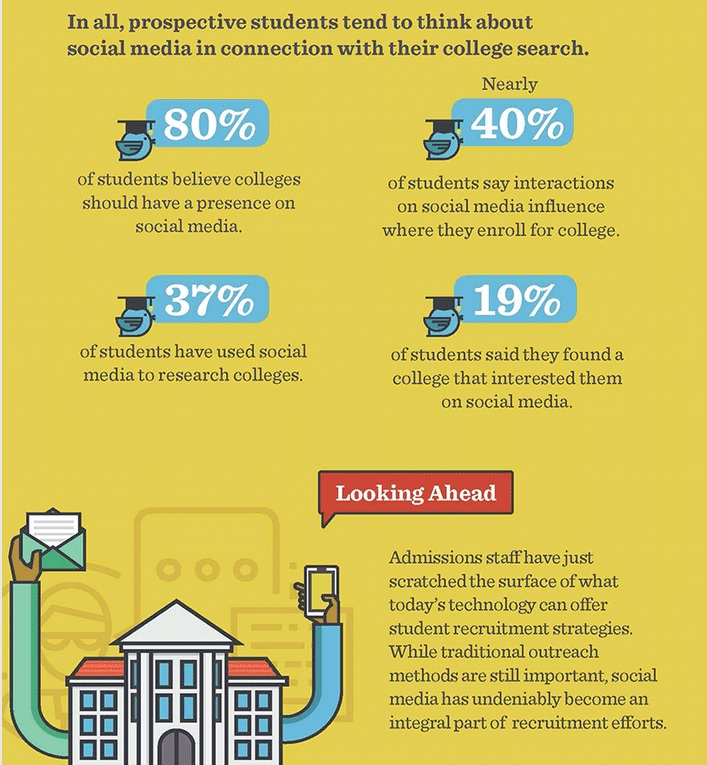 In all, prospective students tend to think about
social media in connection with their college search.
80%
of students believe colleges
should have a presence on
social media.
Nearly
40%
of students say interactions
on social media influence
where they enroll for college.
37%
of students have used social
media to research colleges.
19%
of students said they found a
college that interested them
on social media.
Looking Ahead
Admissions staff have just
scratched the surface of what
today's technology can offer
student recruitment strategies.
While traditional outreach
methods are still important, social
media has undeniably become an
integral part of recruitment efforts.